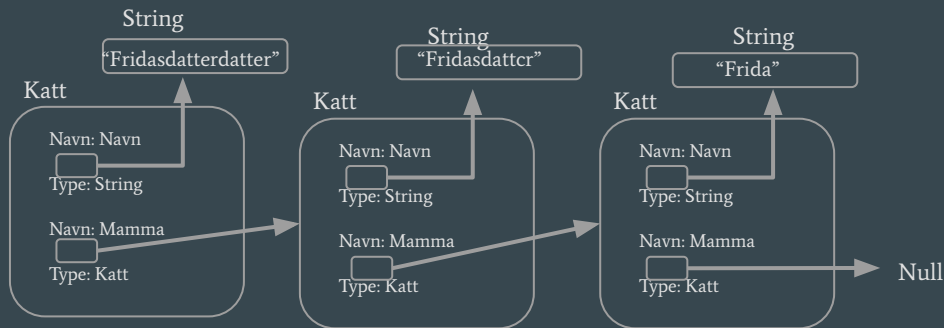 String
“Fridasdatterdatter”
Katt
Navn: Navn
Type: String
Navn: Mamma
Type: Katt
String
“Fridasdattcr”
Katt
Navn: Navn
Type: String
Navn: Mamma
Type: Katt
String
“Frida”
Katt
Navn: Navn
Type: String
Navn: Mamma
Type: Katt
Null